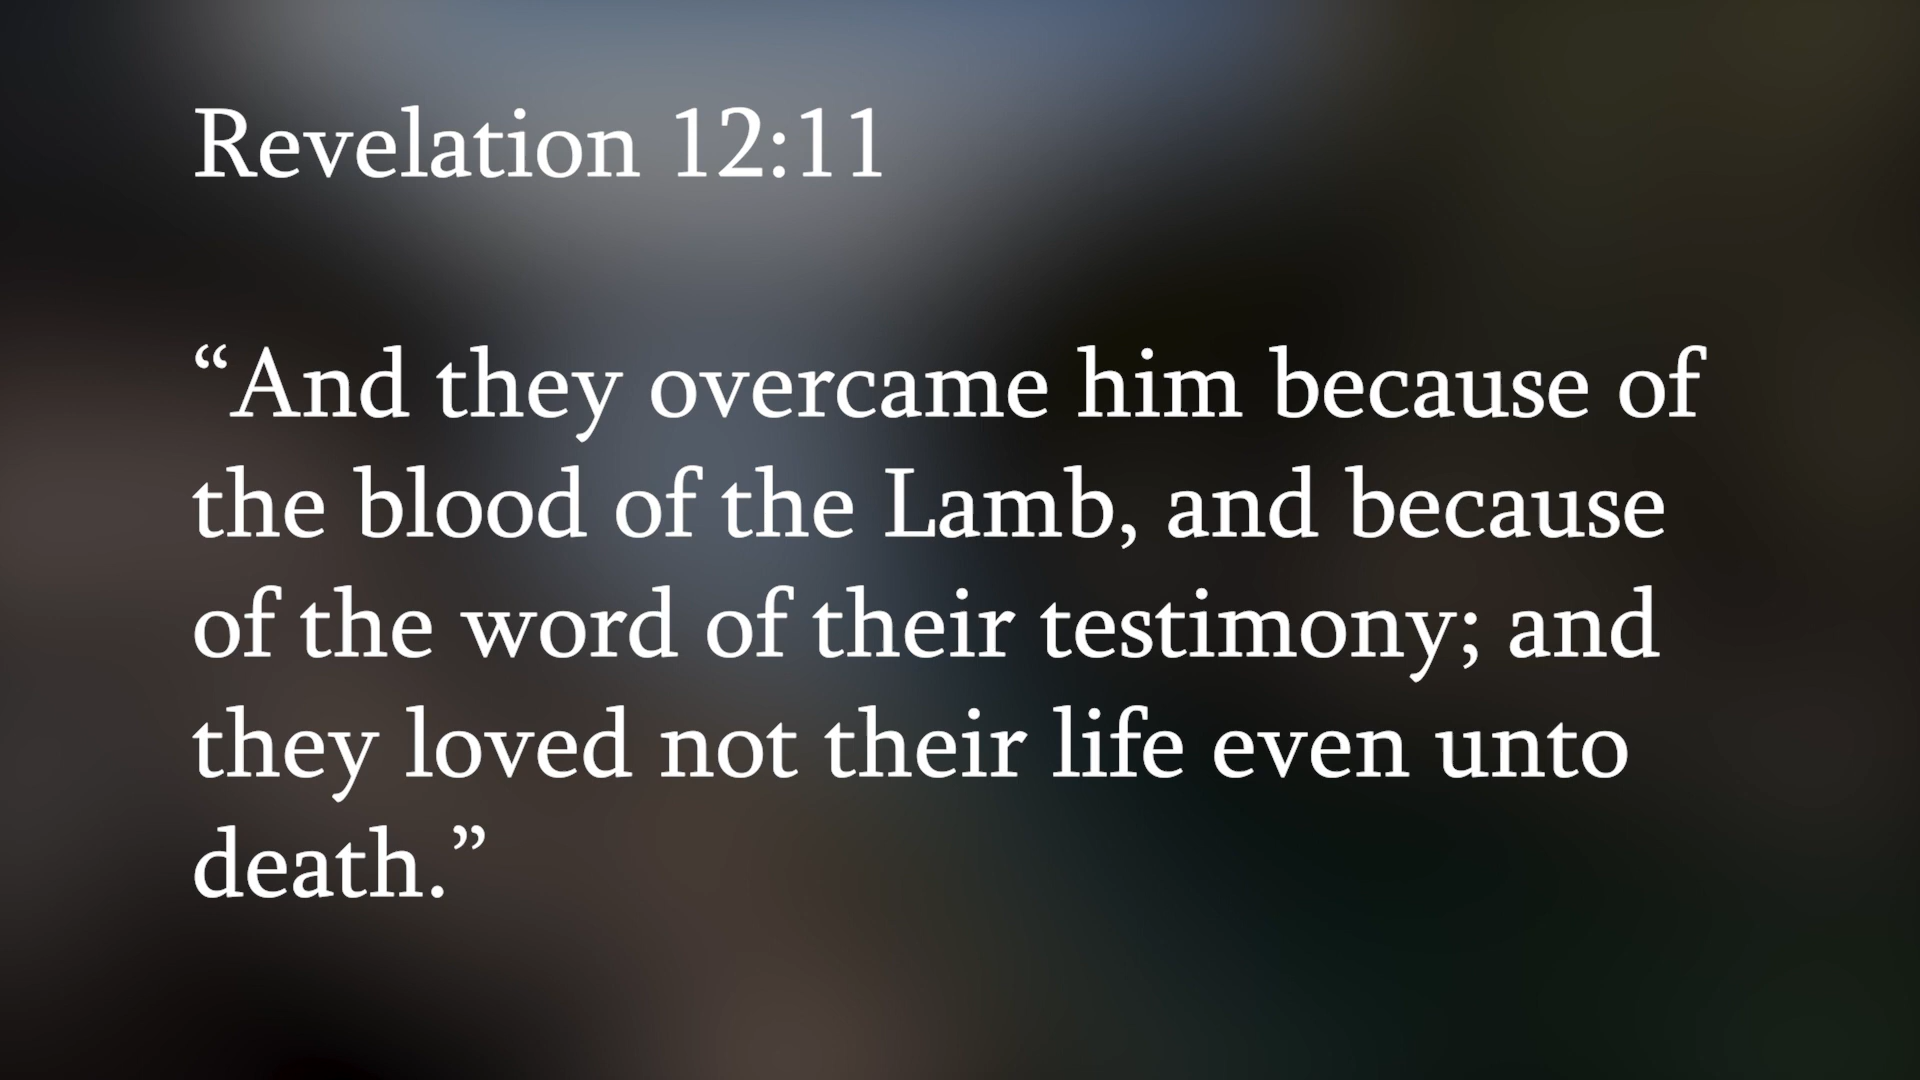 Revelation 12:11
“And they overcame him because of
the blood of the Lamb, and because
of the word of their testimony; and
they loved not their life even unto
death.”